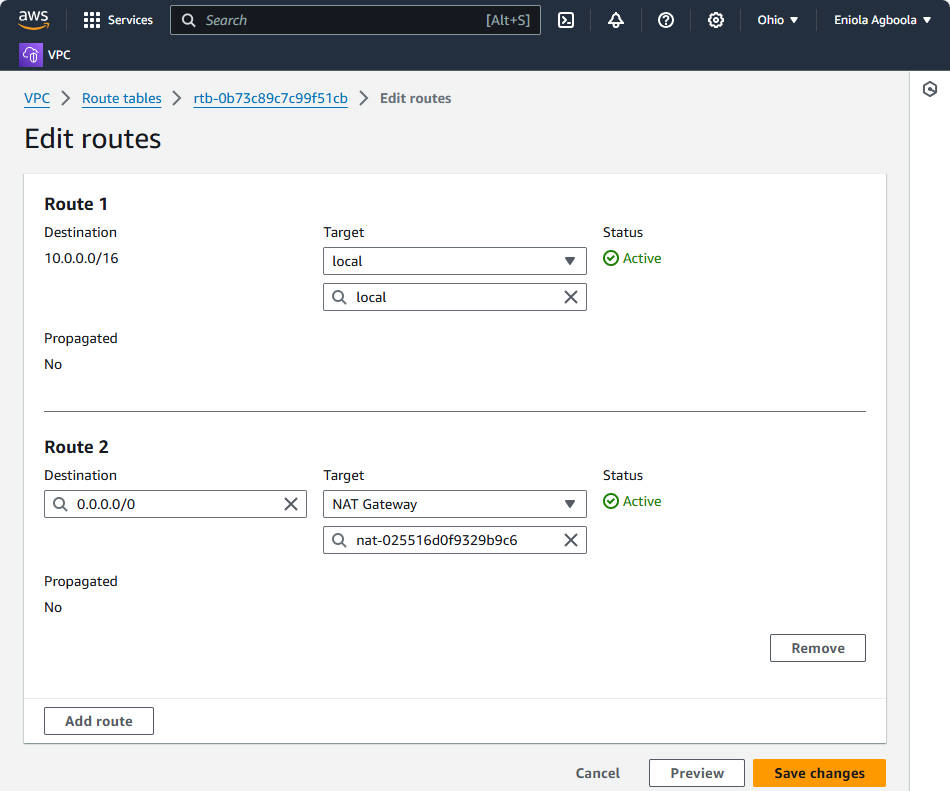 aws
Services
Search
[Alt+S]
Ohio
Eniola Agboola
VPC
VPC
Route tables
rtb-0b73c89c7c99f51cb
Edit routes
Edit routes
Route 1
Destination
Target
Status
10.0.0.0/16
local
Active
local
Propagated
No
Route 2
Destination
Target
Status
0.0.0.0/0
NAT Gateway
Active
nat-025516d0f9329b9c6
Propagated
No
Remove
Add route
Cancel
Preview
Save changes